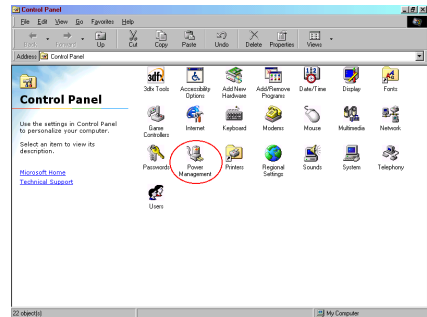 Control Panel
File Edit View Go Favorites Help
Back Forward Up Cut Copy Paste Undo Delete Properties Views
Address Control Panel
Control Panel
Use the settings in Control Panel
to personalize your computer.
Select an item to view its
description.
Microsoft Home
Technical Support
3dfx Tools Accessibility Options Add New Hardware Add/Remove Programs Date/Time Display Fonts
Game Controllers Internet Keyboard Modems Mouse Multimedia Network
Passwords Power Management Printers Regional Settings Sounds System Telephony
Users
22 object(s) My Computer